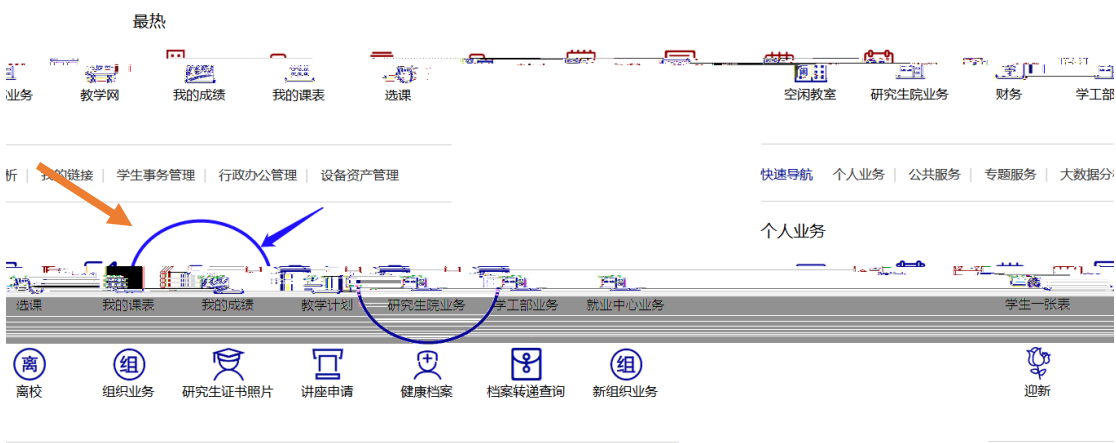 最热
业务 教学网 我的成绩 我的课表 选课 空闲教室 研究生院业务 财务 学工部
析 | 我的链接 | 学生事务管理 | 行政办公管理 | 设备资产管理 快速导航 个人业务 | 公共服务 | 专题服务 | 大数据分析
个人业务
选课 我的课表 我的成绩 教学计划 研究生院业务 学工部业务 就业中心业务 学生一张表
离 组 组
离校 组织业务 研究生证书照片 讲座申请 健康档案 档案转递查询 新组织业务 迎新